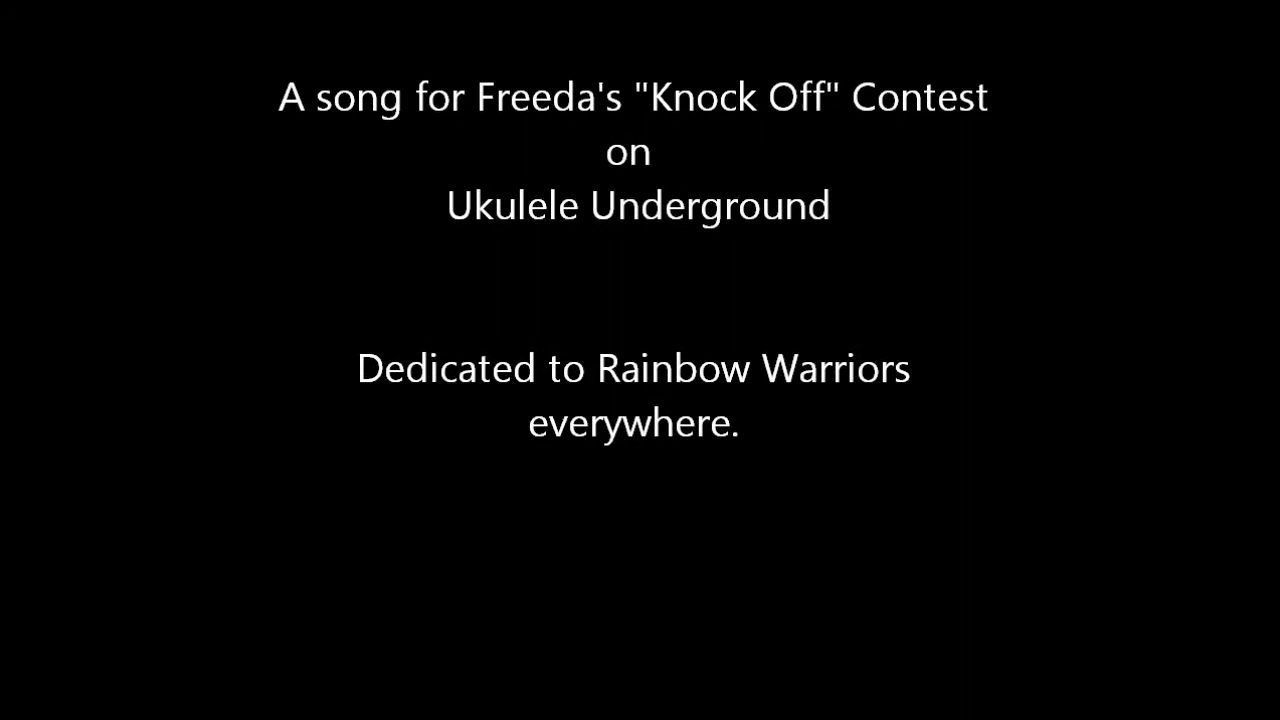 A song for Freeda's "Knock Off" Contest
on
Ukulele Underground
Dedicated to Rainbow Warriors
everywhere.